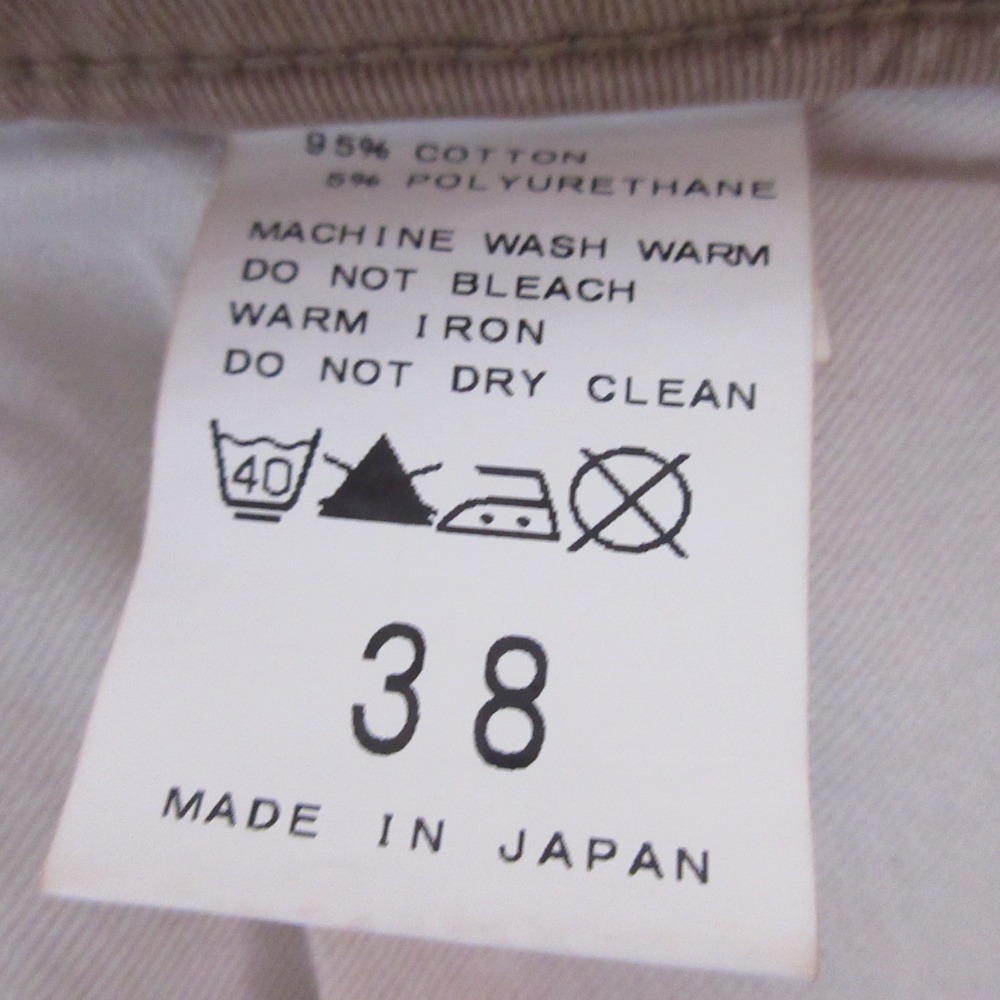 95% COTTON
5% POLYURETHANE
MACHINE WASH WARM
DO NOT BLEACH
WARM IRON
DO NOT DRY CLEAN
40
38
MADE IN JAPAN